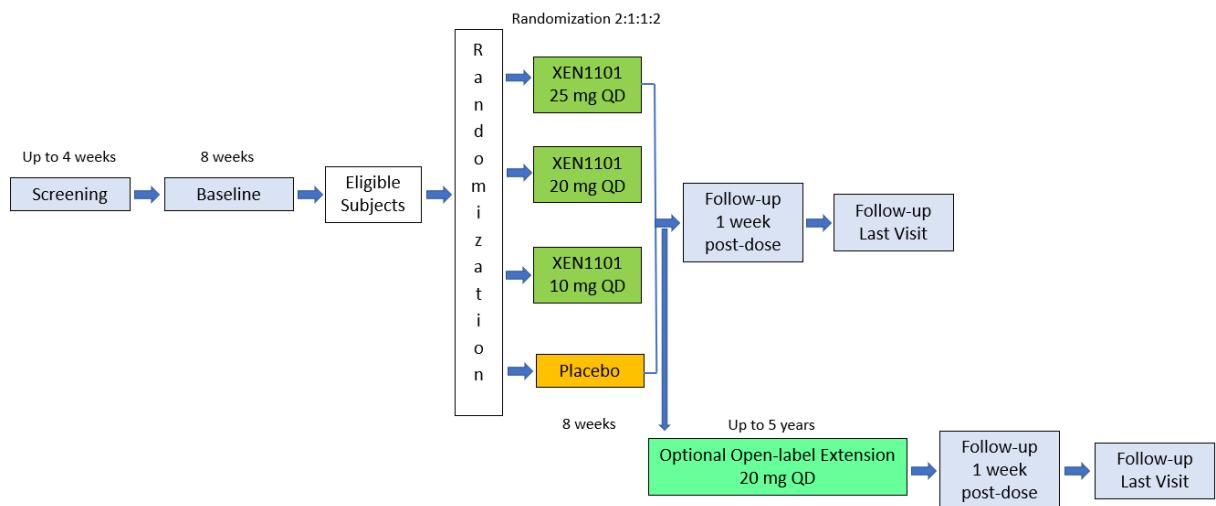 Randomization 2:1:1:2
Up to 4 weeks
Screening
8 weeks
Baseline
Eligible
Subjects
R
a
n
d
o
m
i
z
a
t
i
o
n
XEN1101
25 mg QD
XEN1101
20 mg QD
XEN1101
10 mg QD
Placebo
8 weeks
Follow-up
1 week
post-dose
Follow-up
Last Visit
Up to 5 years
Optional Open-label Extension
20 mg QD
Follow-up
1 week
post-dose
Follow-up
Last Visit